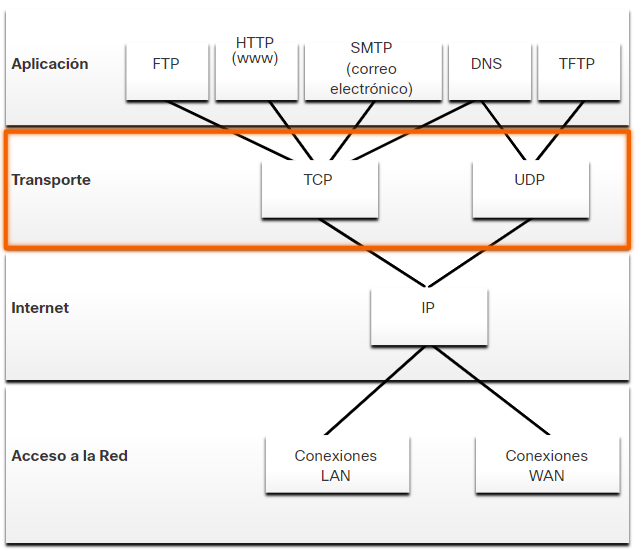 Aplicación
FTP
HTTP
(www)
SMTP
(correo
electrónico)
DNS
TFTP
Transporte
TCP
UDP
Internet
IP
Acceso a la Red
Conexiones
LAN
Conexiones
WAN